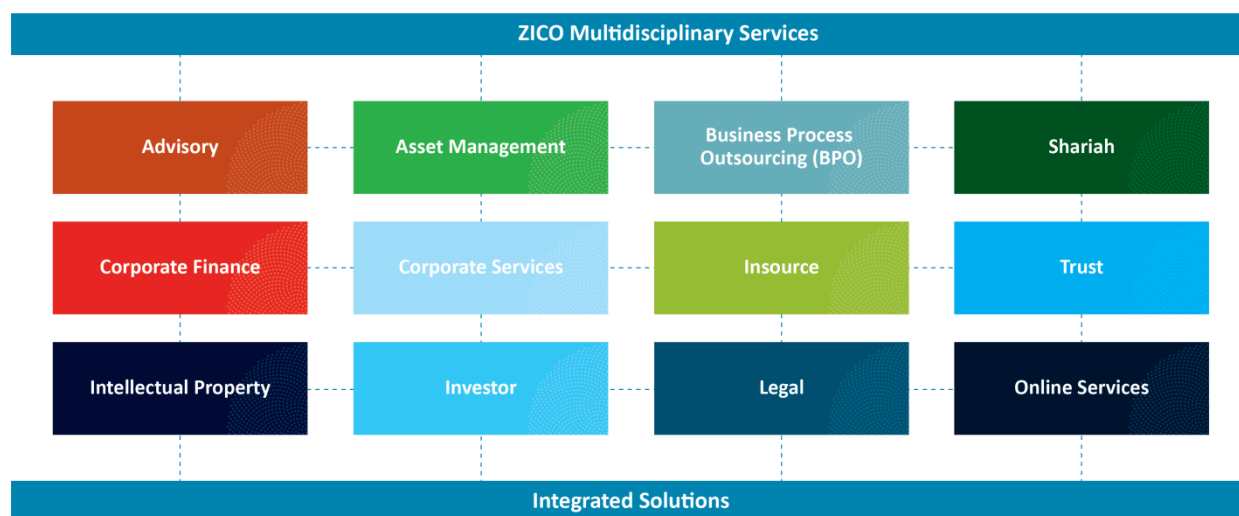 ZICO Multidisciplinary Services
Advisory
Asset Management
Business Process
Outsourcing (BPO)
Shariah
Corporate Finance
Corporate Services
Insource
Trust
Intellectual Property
Investor
Legal
Online Services
Integrated Solutions